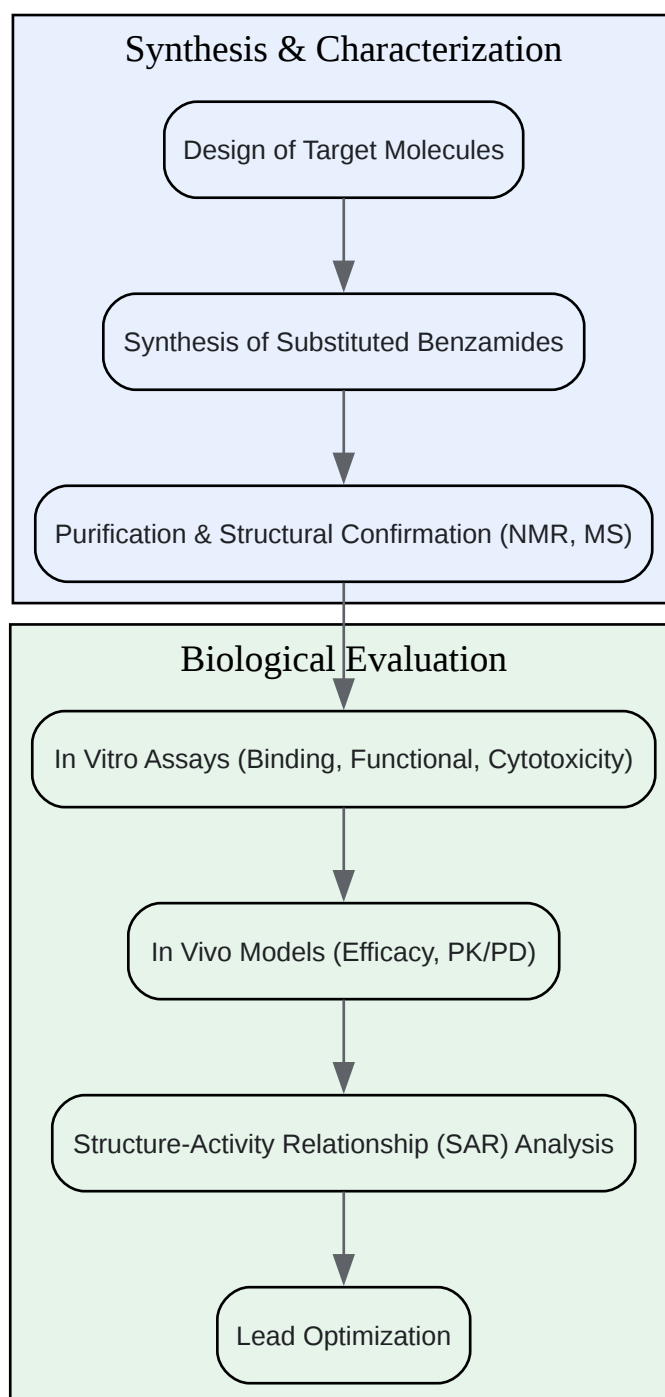 Synthesis & Characterization
Design of Target Molecules
Synthesis of Substituted Benzamides
Purification & Structural Confirmation (NMR, MS)
Biological Evaluation
In Vitro Assays (Binding, Functional, Cytotoxicity)
In Vivo Models (Efficacy, PK/PD)
Structure-Activity Relationship (SAR) Analysis
Lead Optimization